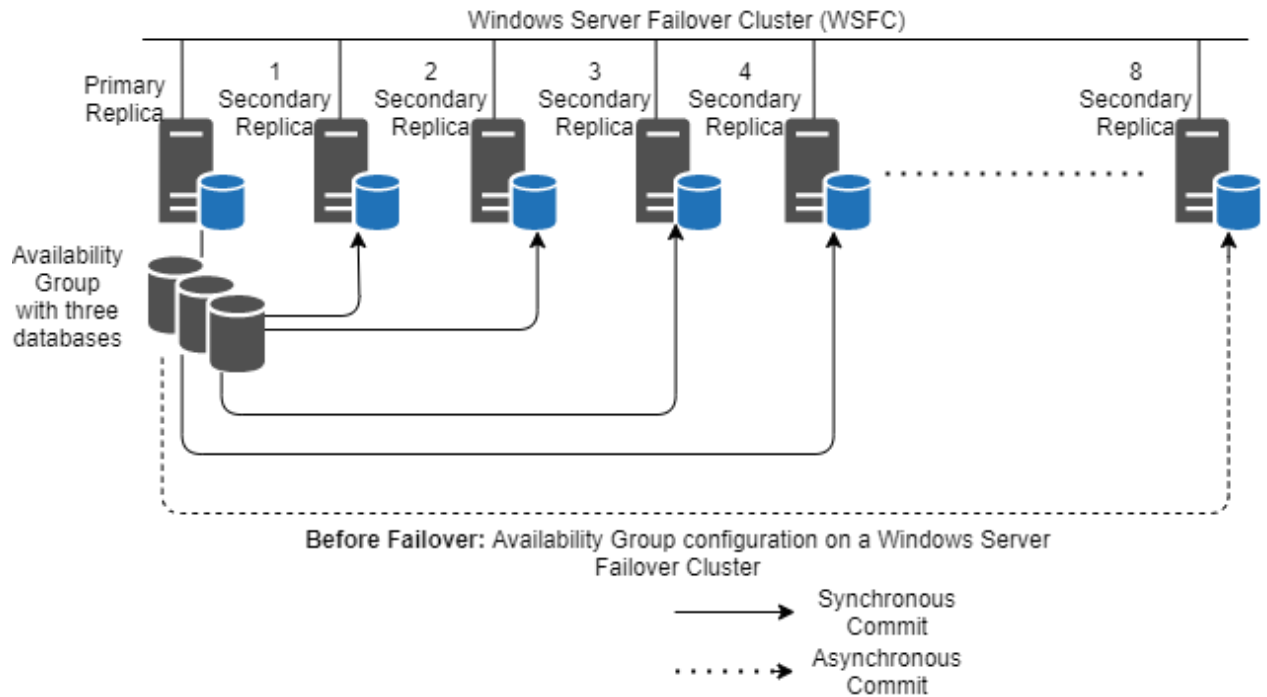 Windows Server Failover Cluster (WSFC)
Primary
Replica
1
Secondary
Replica
2
Secondary
Replica
3
Secondary
Replica
4
Secondary
Replica
8
Secondary
Replica
Availability
Group
with three
databases
Before Failover: Availability Group configuration on a Windows Server
Failover Cluster
Synchronous
Commit
Asynchronous
Commit